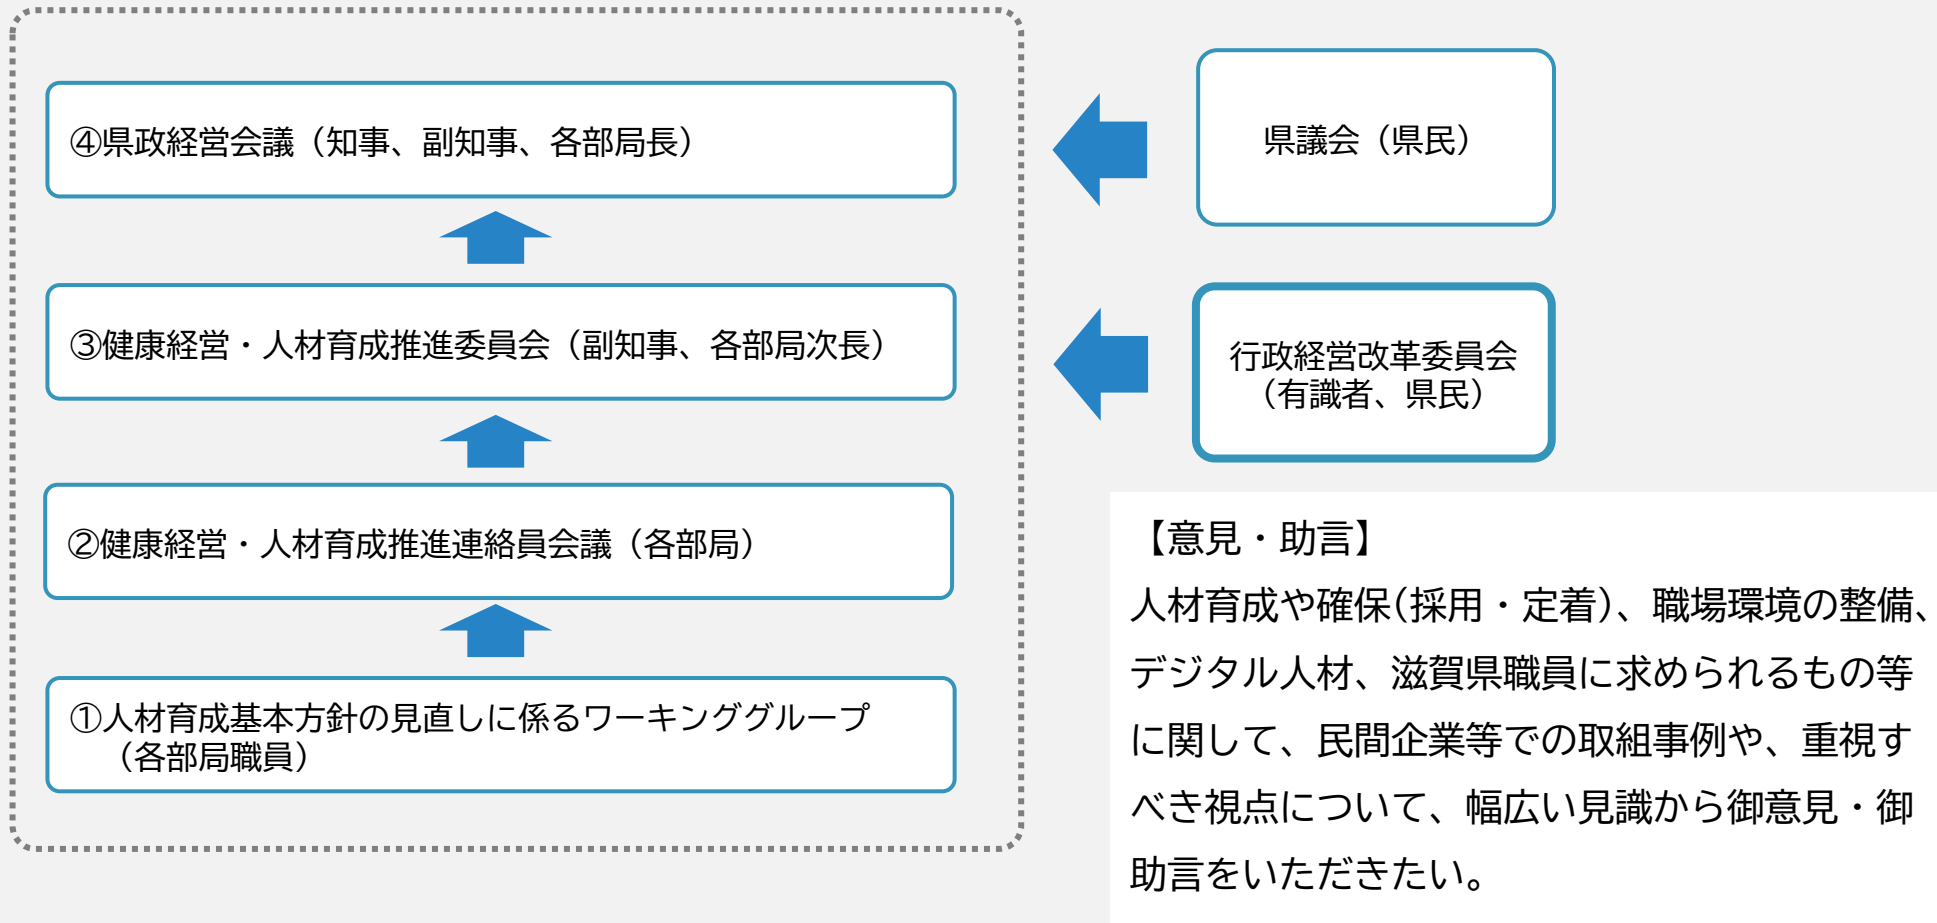 ④県政経営会議（知事、副知事、各部局長）
③健康経営・人材育成推進委員会（副知事、各部局次長）
②健康経営・人材育成推進連絡員会議（各部局）
①人材育成基本方針の見直しに係るワーキンググループ
（各部局職員）
県議会（県民）
行政経営改革委員会
（有識者、県民）
【意見・助言】
人材育成や確保(採用・定着)、職場環境の整備、
デジタル人材、滋賀県職員に求められるもの等
に関して、民間企業等での取組事例や、重視す
べき視点について、幅広い見識から御意見・御
助言をいただきたい。